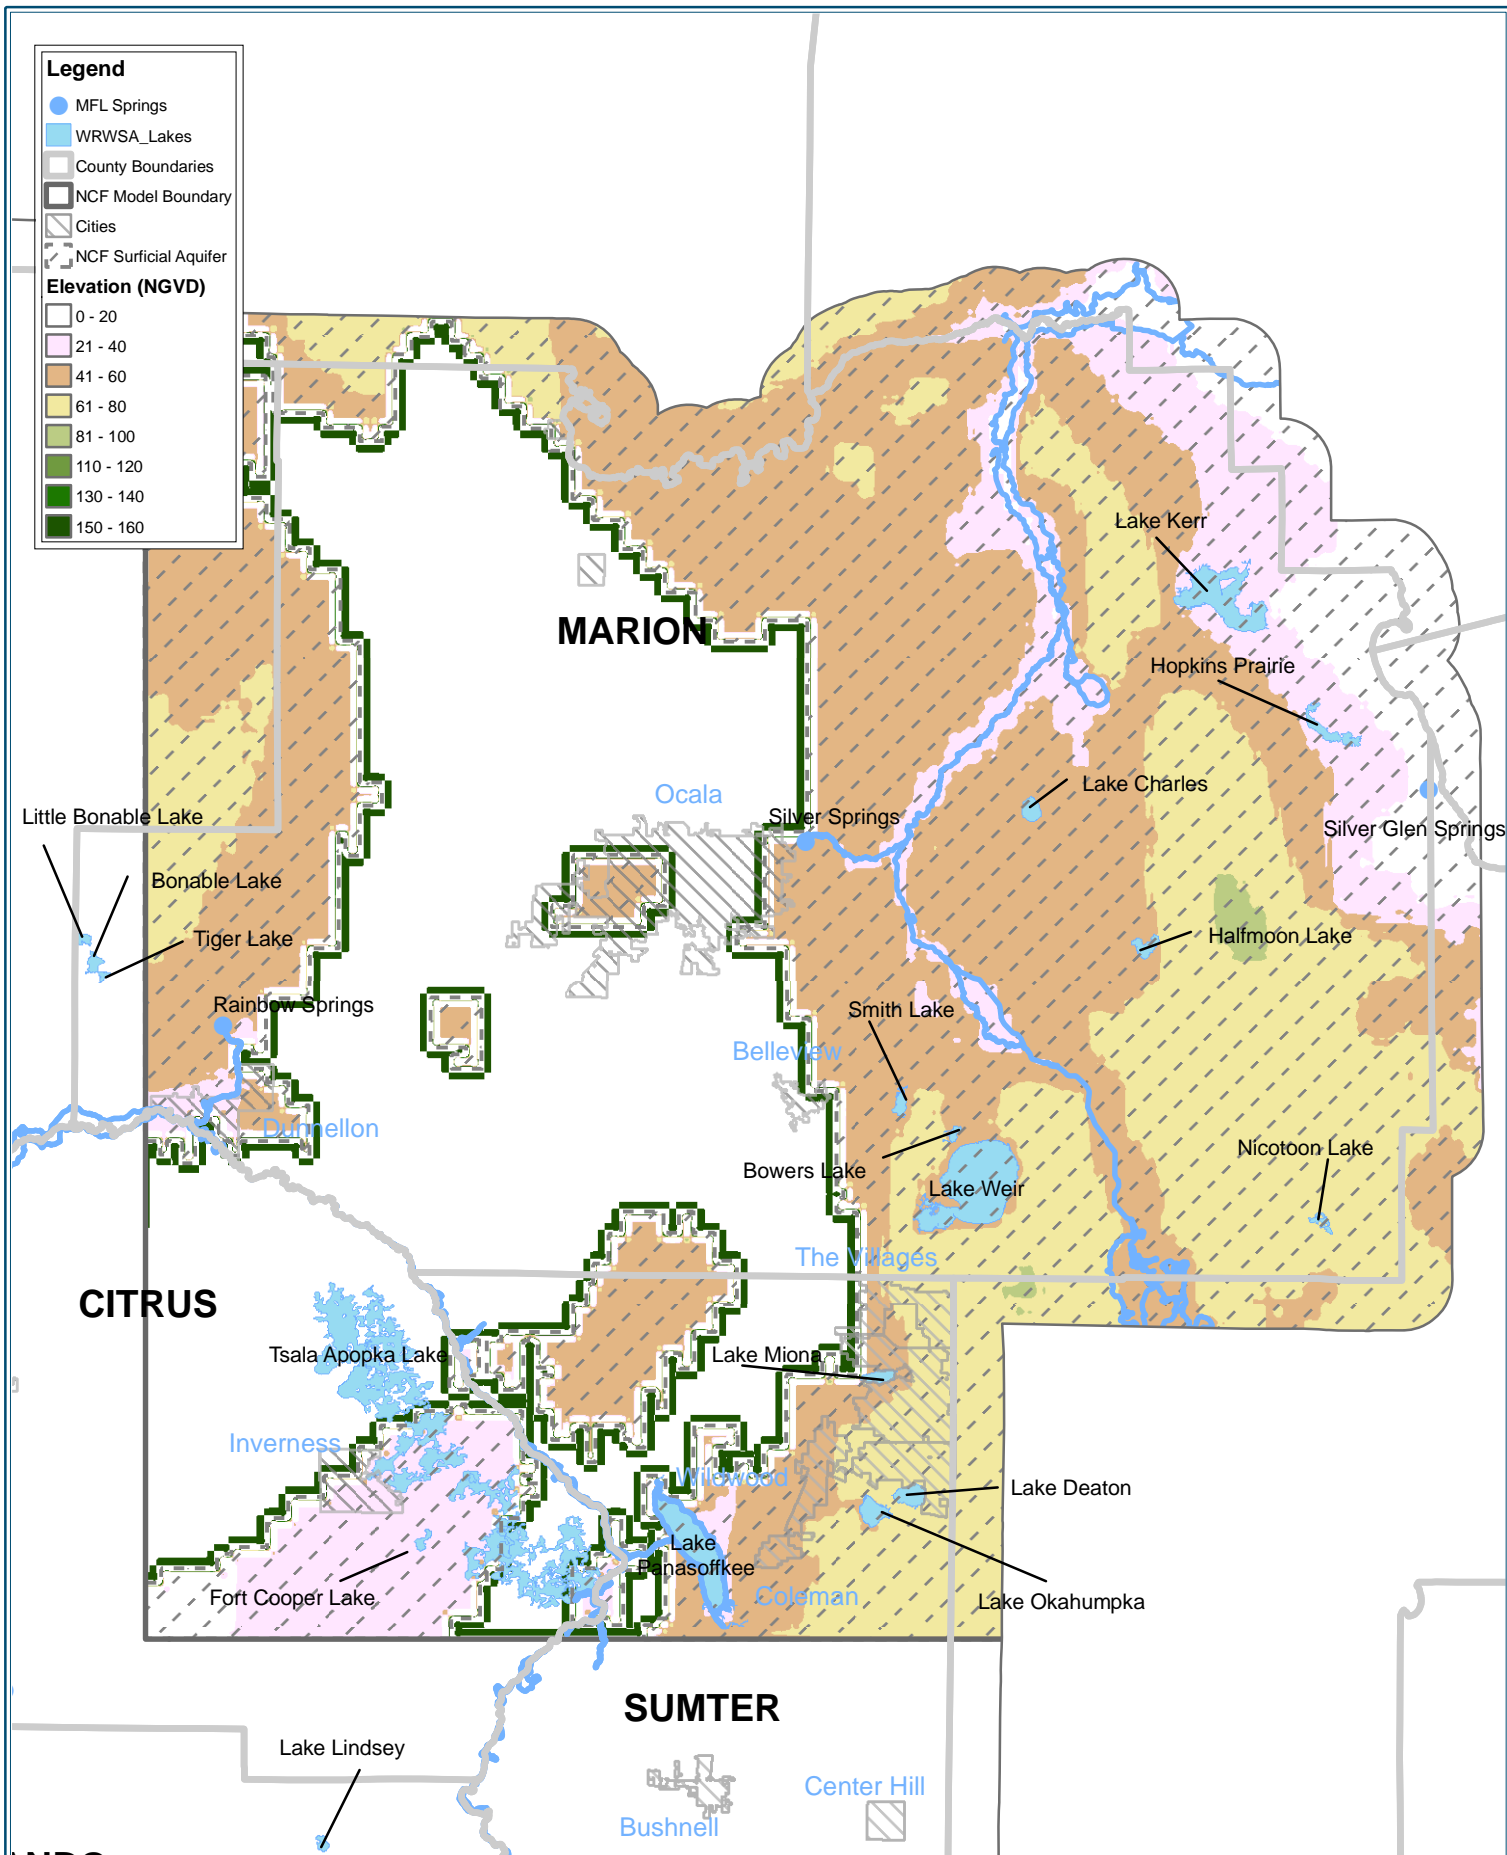 Legend
MFL Springs
WRWSA_Lakes
County Boundaries
NCF Model Boundary
Cities
NCF Surficial Aquifer
Elevation (NGVD)
0 - 20
21 - 40
41 - 60
61 - 80
81 - 100
110 - 120
130 - 140
150 - 160
Lake Kerr
MARION
Hopkins Prairie
Ocala
Lake Charles
Little Bonable Lake
Silver Springs
Silver Glen Springs
Bonable Lake
Tiger Lake
Halfmoon Lake
Rainbow Springs
Smith Lake
Belleview
Dunnellon
Nicotoon Lake
Bowers Lake
Lake Weir
The Villages
CITRUS
Tsala Apopka Lake
Lake Miona
Inverness
Wildwood
Lake Deaton
Lake
Panasoffkee
Fort Cooper Lake
Coleman
Lake Okahumpka
SUMTER
Lake Lindsey
Center Hill
Bushnell